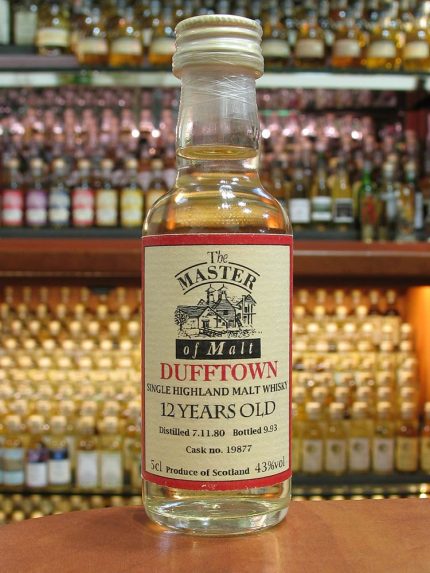 The
MASTER
of Malt
DUFFTOWN
SINGLE HIGHLAND MALT WHISKY
12 YEARS OLD
Distilled 7.11.80 Bottled 9.93
Cask no. 19877
5cl Produce of Scotland 43%vol